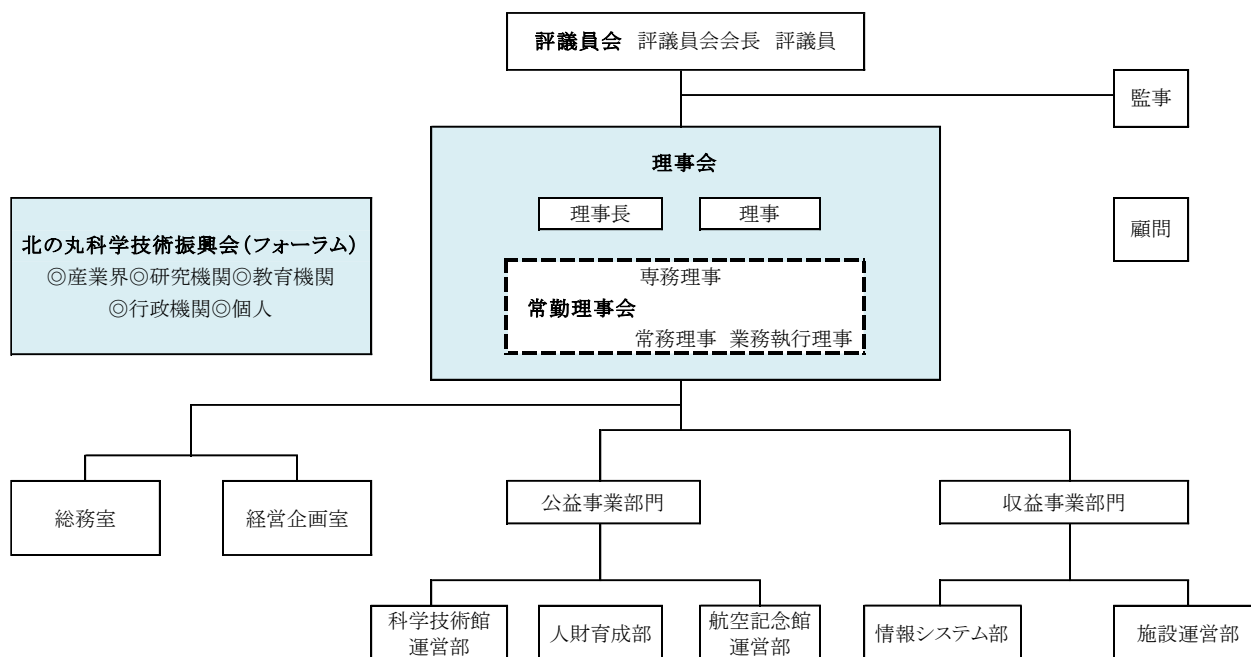 評議員会 評議員会会長 評議員
監事
理事会
理事長 理事
顧問
北の丸科学技術振興会(フォーラム)
◎産業界◎研究機関◎教育機関
◎行政機関◎個人
専務理事
常勤理事会
常務理事 業務執行理事
総務室
経営企画室
公益事業部門
収益事業部門
科学技術館
運営部
人財育成部
航空記念館
運営部
情報システム部
施設運営部